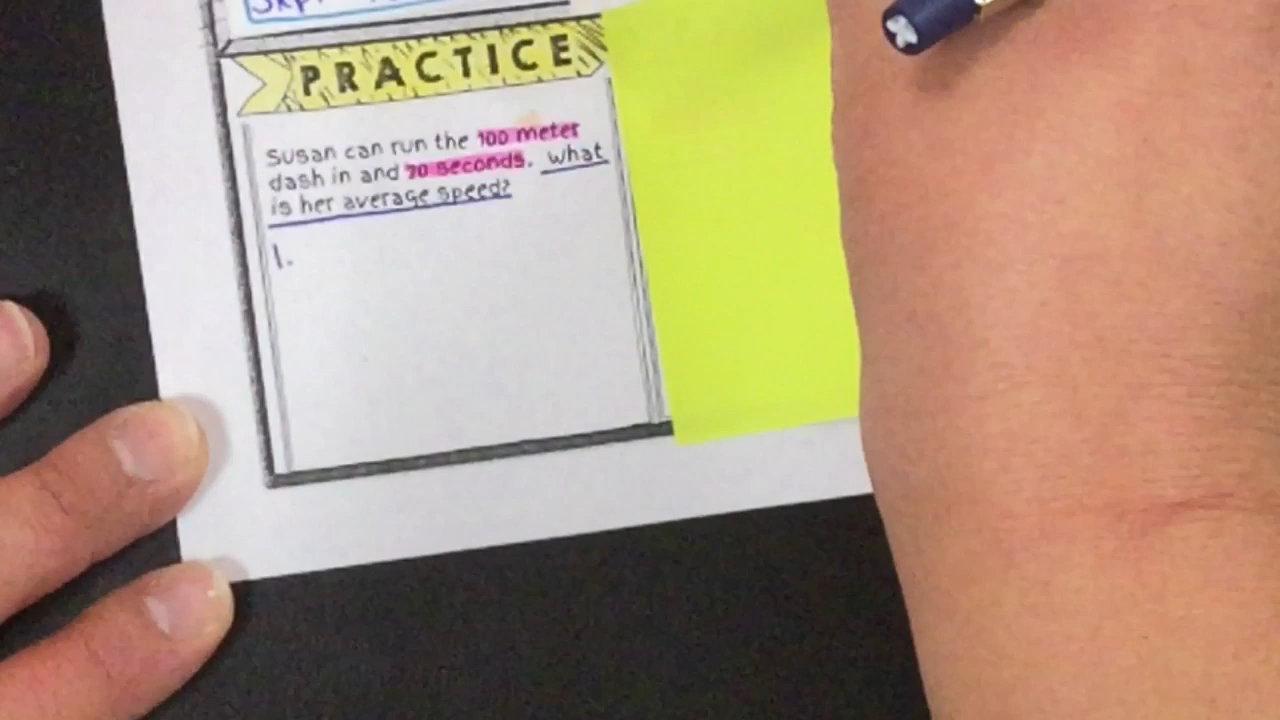 PRACTICE
Susan can run the 100 meter
dash in and 70 seconds. What
is her average speed?
1.